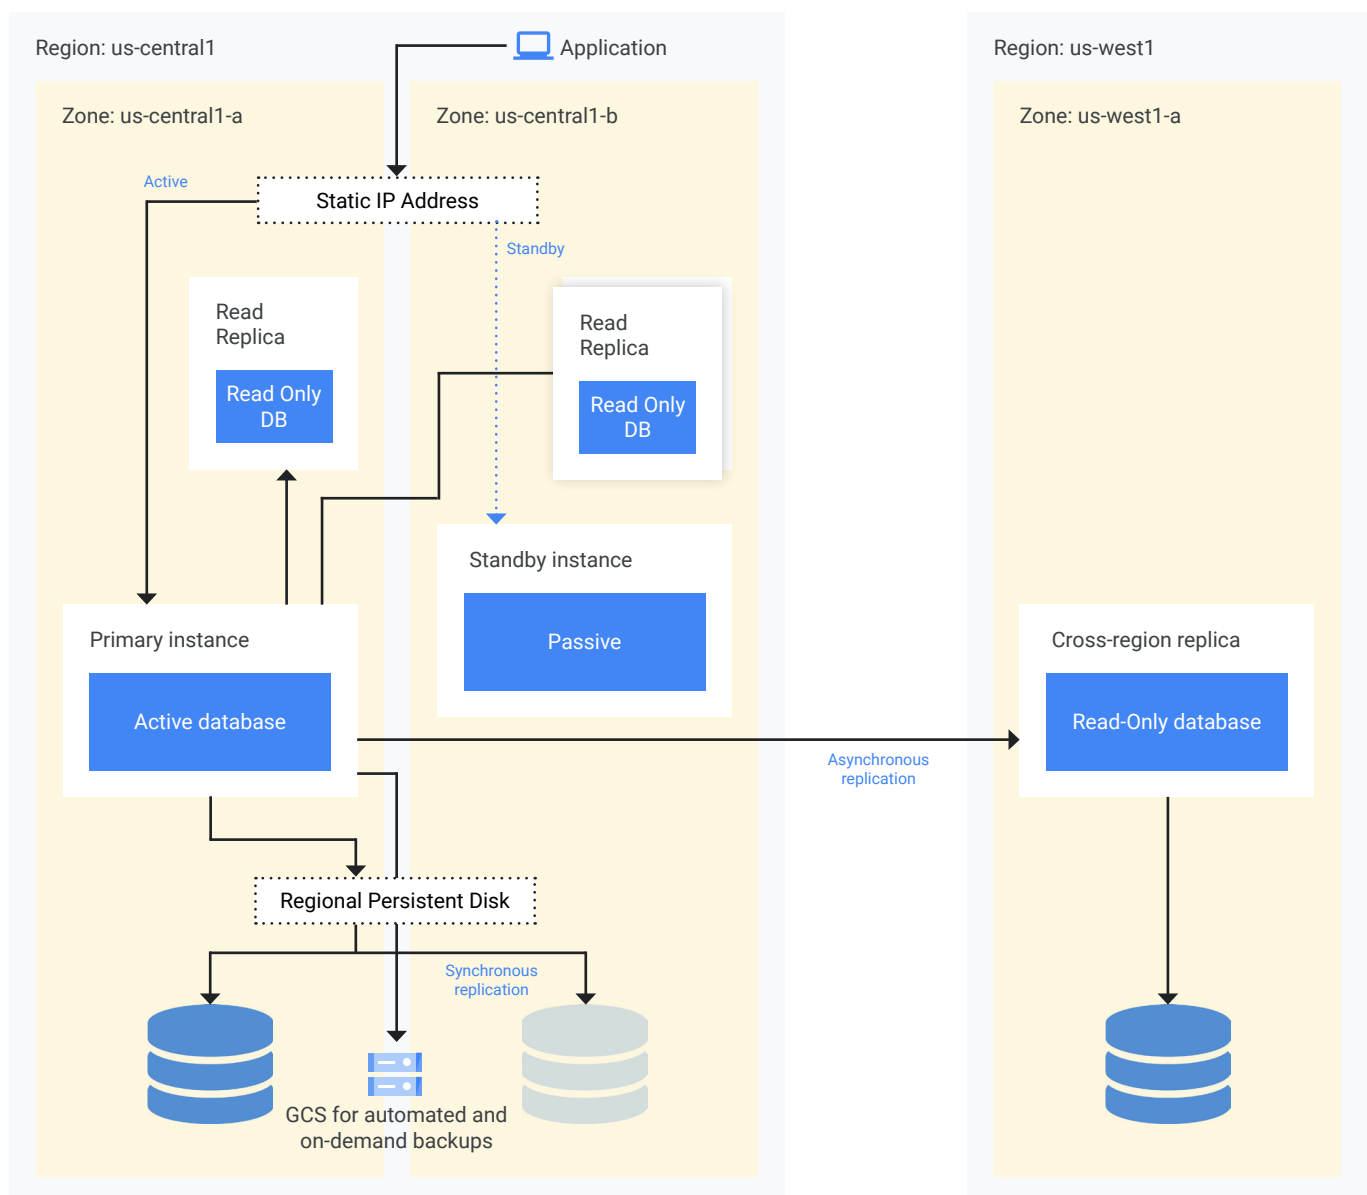 Region: us-central1
Application
Region: us-west1
Zone: us-central1-a
Zone: us-central1-b
Zone: us-west1-a
Active
Static IP Address
Standby
Read
Replica
Read Only
DB
Read
Replica
Read Only
DB
Standby instance
Passive
Primary instance
Active database
Cross-region replica
Read-Only database
Asynchronous
replication
Regional Persistent Disk
Synchronous
replication
GCS for automated and
on-demand backups